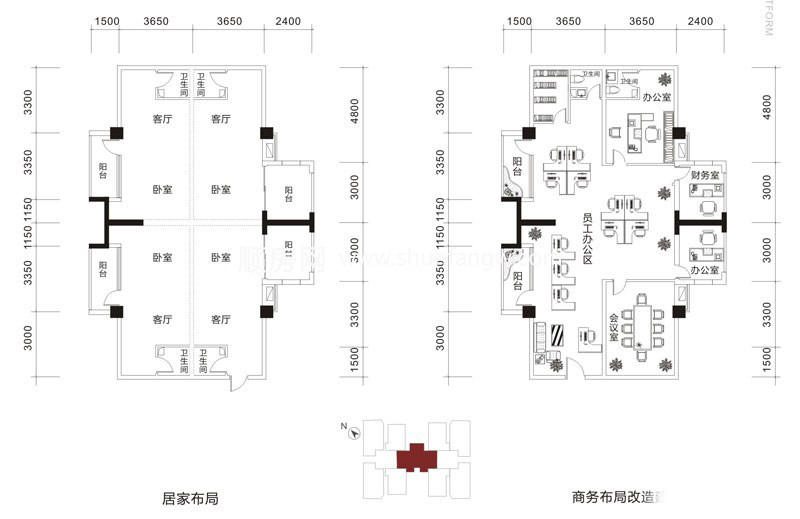 TFORM
1500 3650 3650 2400
1500 3650 3650 2400
3300
3350
1150
1150
3350
3000
4800
3000
3000
3300
1500
卫生间 卫生间
客厅 客厅
阳台
卧室 卧室
阳台
阳台
卧室 卧室
阳台
客厅 客厅
卫生间 卫生间
3300
3350
1150
1150
3350
3000
4800
3000
3000
3300
1500
卫生间 卫生间
办公室
阳台
财务室
员工办公区
办公室
阳台
会议室
顺房网 www.shunfang
N
居家布局
商务布局改造